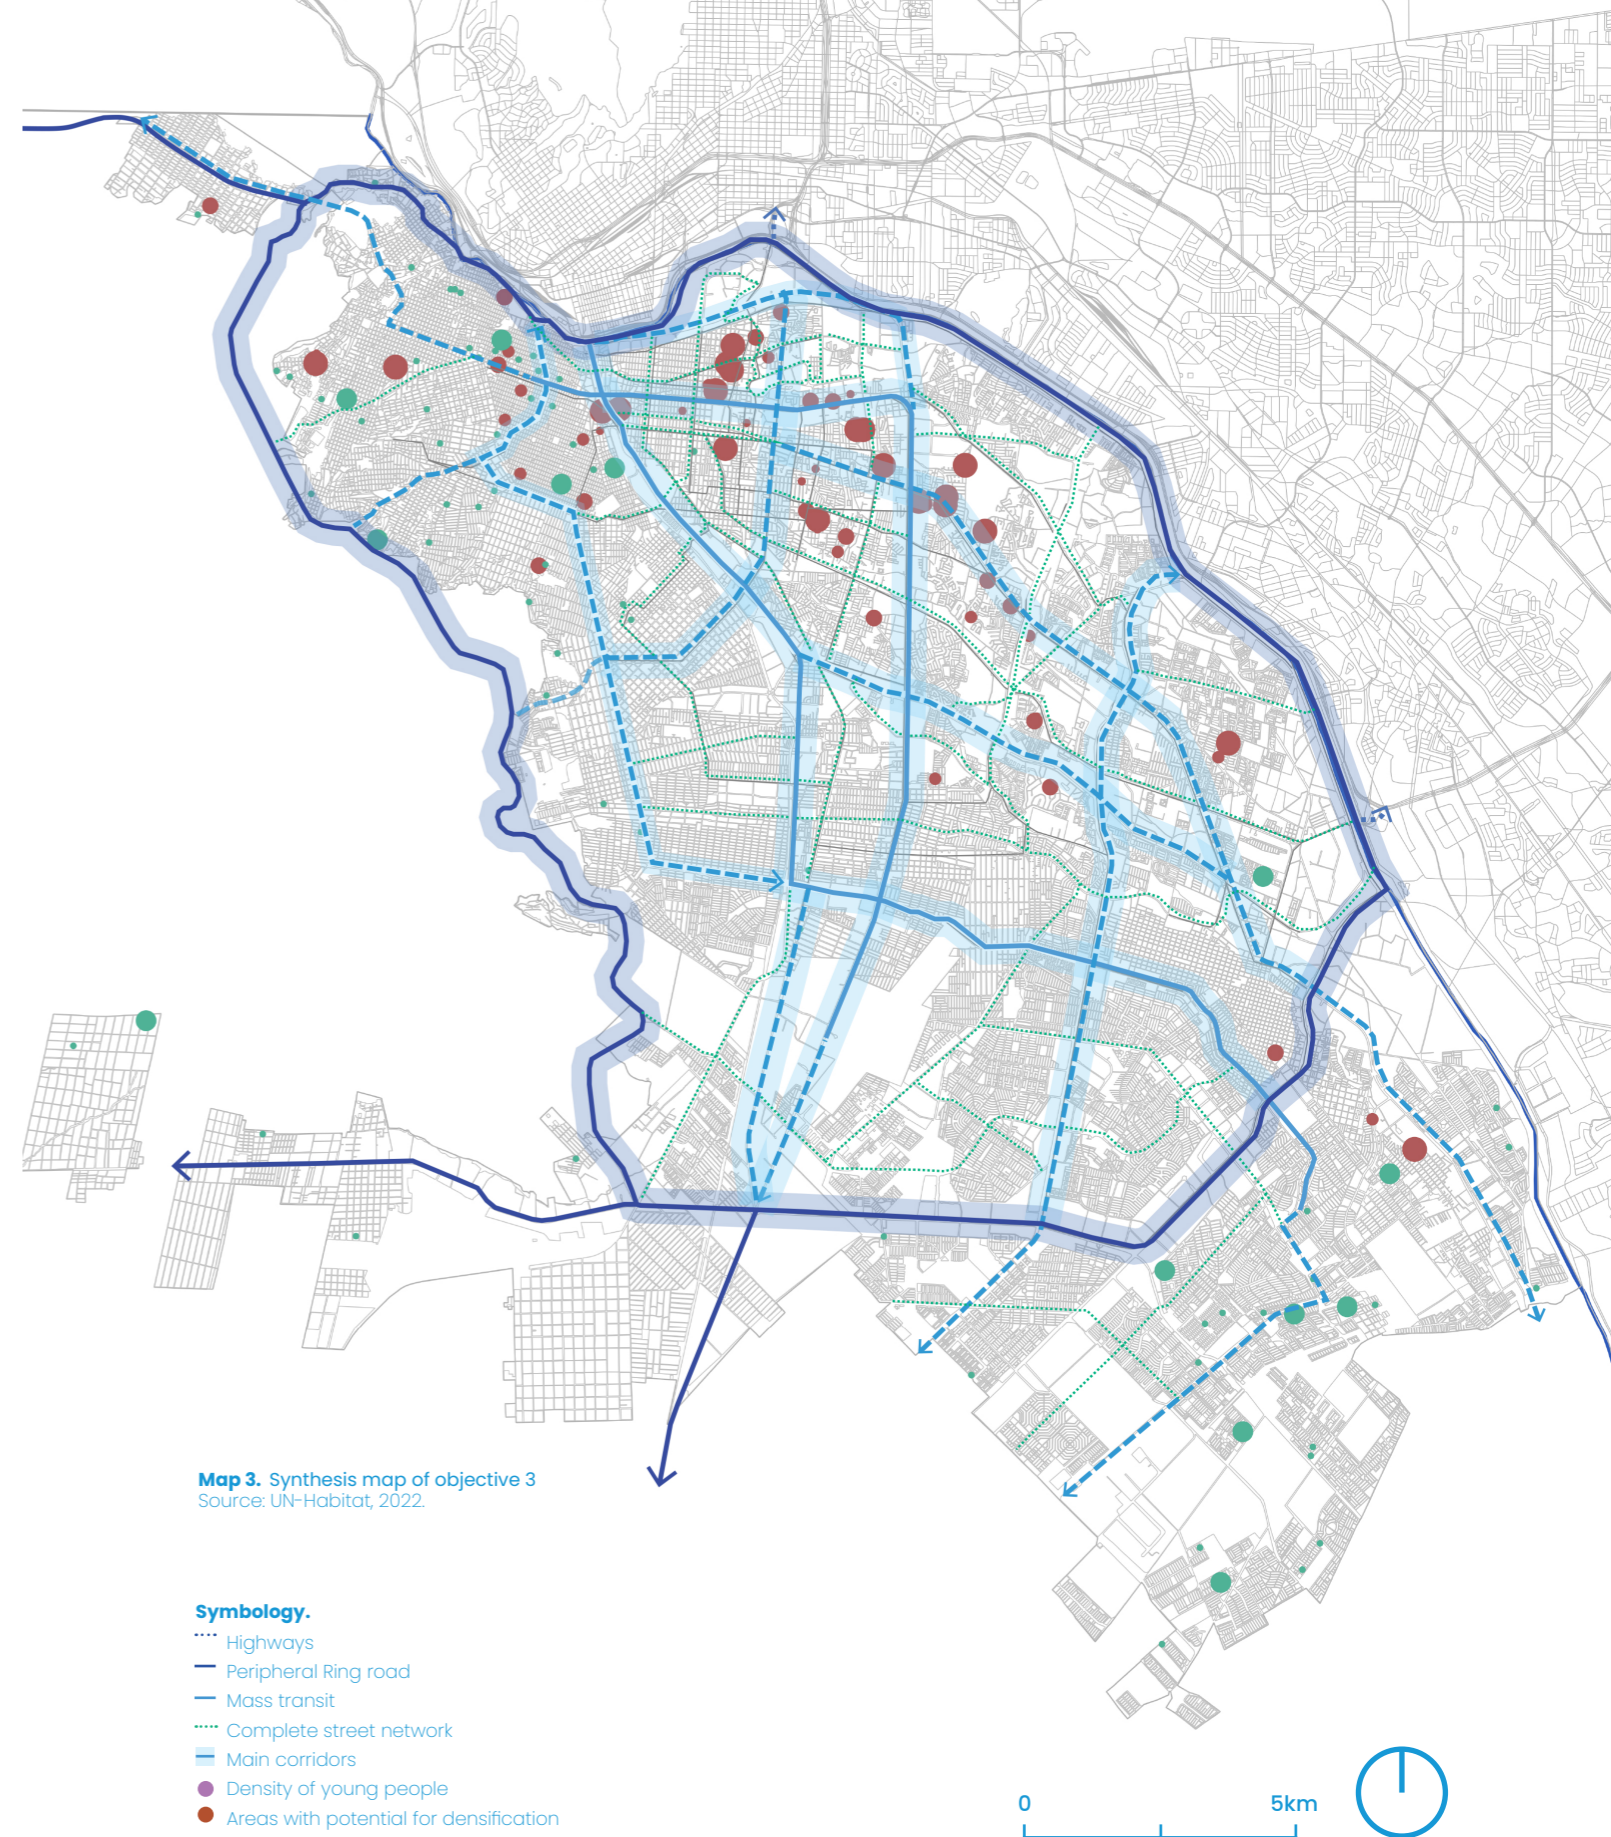 Map 3. Synthesis map of objective 3
Source: UN-Habitat, 2022.
Symbology.
Highways
Peripheral Ring road
Mass transit
Complete street network
Main corridors
Density of young people
Areas with potential for densification
0 5km